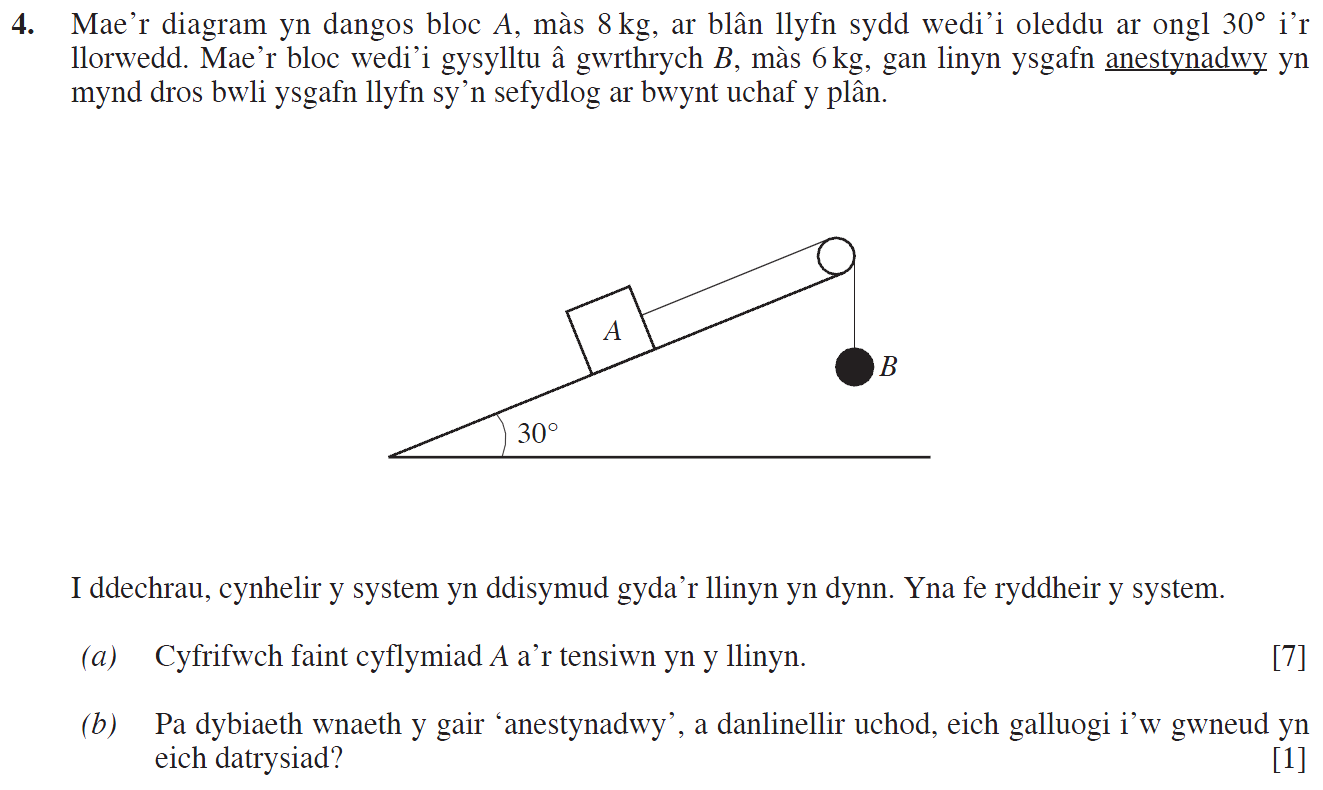 4. Mae'r diagram yn dangos bloc A, màs 8 kg, ar blân llyfn sydd wedi'i oleddu ar ongl 30° i'r
llorwedd. Mae'r bloc wedi'i gysylltu â gwrthrych B, màs 6 kg, gan linyn ysgafn anestynadwy yn
mynd dros bwli ysgafn llyfn sy'n sefydlog ar bwynt uchaf y plân.
A
B
30°
I ddechrau, cynhelir y system yn ddisymud gyda'r llinyn yn dynn. Yna fe ryddheir y system.
(a) Cyfrifwch faint cyflymiad A a'r tensiwn yn y llinyn. [7]
(b) Pa dybiaeth wnaeth y gair ‘anestynadwy’, a danlinellir uchod, eich galluogi i'w gwneud yn
eich datrysiad? [1]